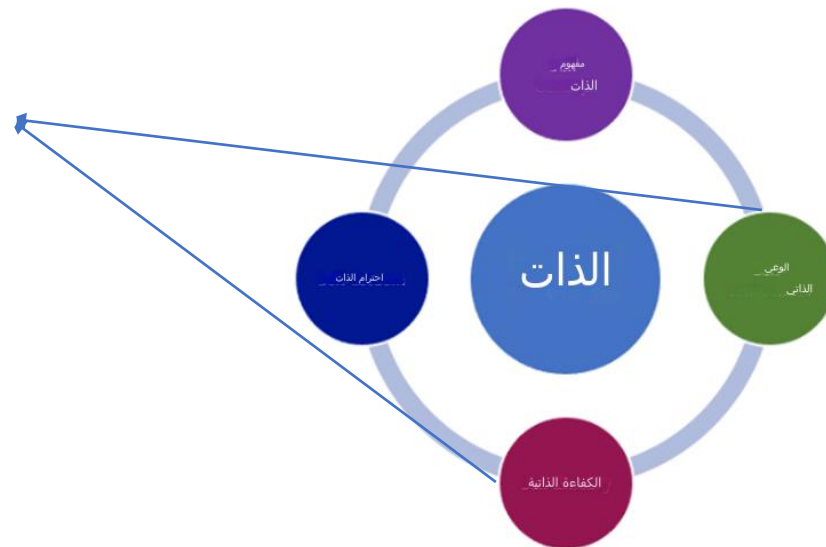 مفهوم
الذات
الوعي
الذاتي
الذات
احترام الذات
الكفاءة الذاتية